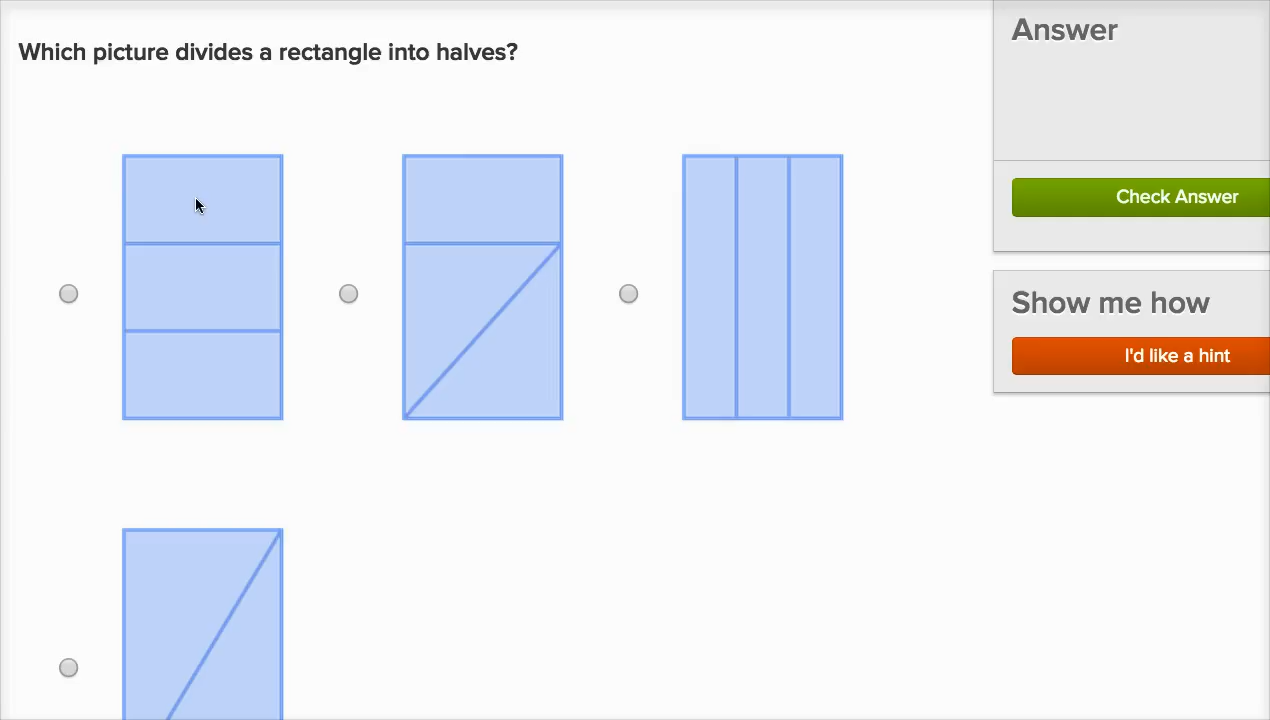 Which picture divides a rectangle into halves?
Answer
Check Answer
Show me how
I'd like a hint